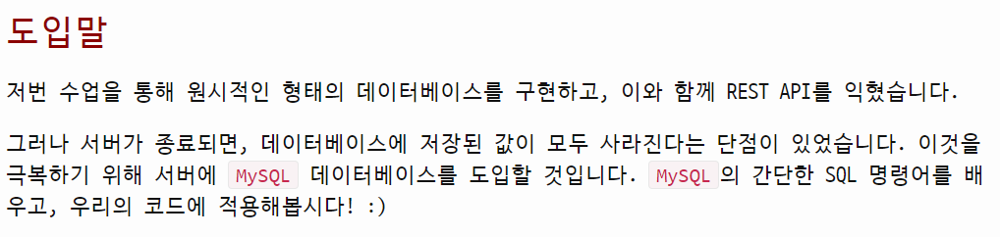 도입말
저번 수업을 통해 원시적인 형태의 데이터베이스를 구현하고, 이와 함께 REST API를 익혔습니다.
그러나 서버가 종료되면, 데이터베이스에 저장된 값이 모두 사라진다는 단점이 있었습니다. 이것을
극복하기 위해 서버에 MySQL 데이터베이스를 도입할 것입니다. MySQL의 간단한 SQL 명령어를 배
우고, 우리의 코드에 적용해봅시다! :)